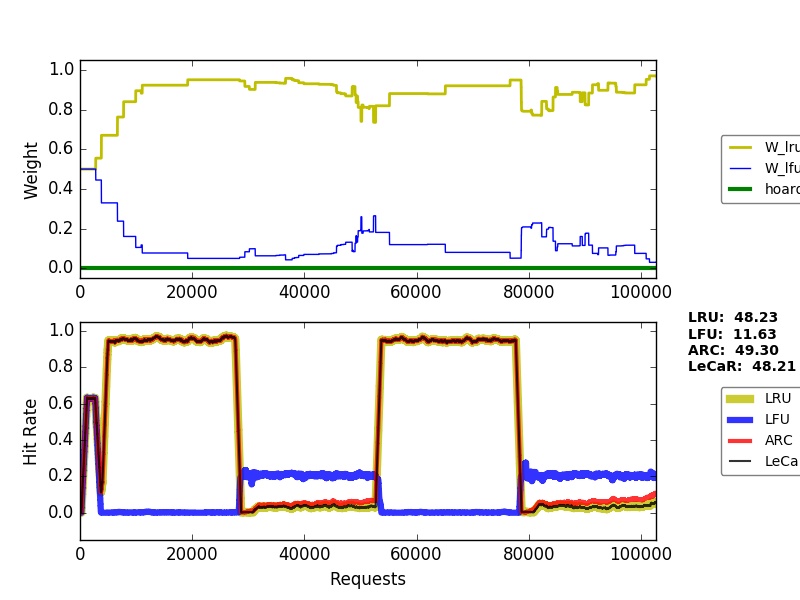 1.0
0.8
0.6
0.4
0.2
0.0
Weight
0 20000 40000 60000 80000 100000
W_lru
W_lfu
hoard
LRU: 48.23
LFU: 11.63
ARC: 49.30
LeCaR: 48.21
1.0
0.8
0.6
0.4
0.2
0.0
Hit Rate
0 20000 40000 60000 80000 100000
Requests
LRU
LFU
ARC
LeCa